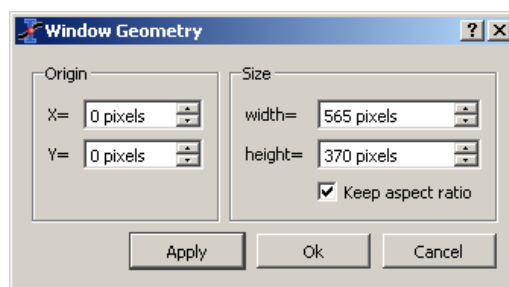 Window Geometry
Origin
X= 0 pixels
Y= 0 pixels
Size
width= 565 pixels
height= 370 pixels
Keep aspect ratio
Apply Ok Cancel